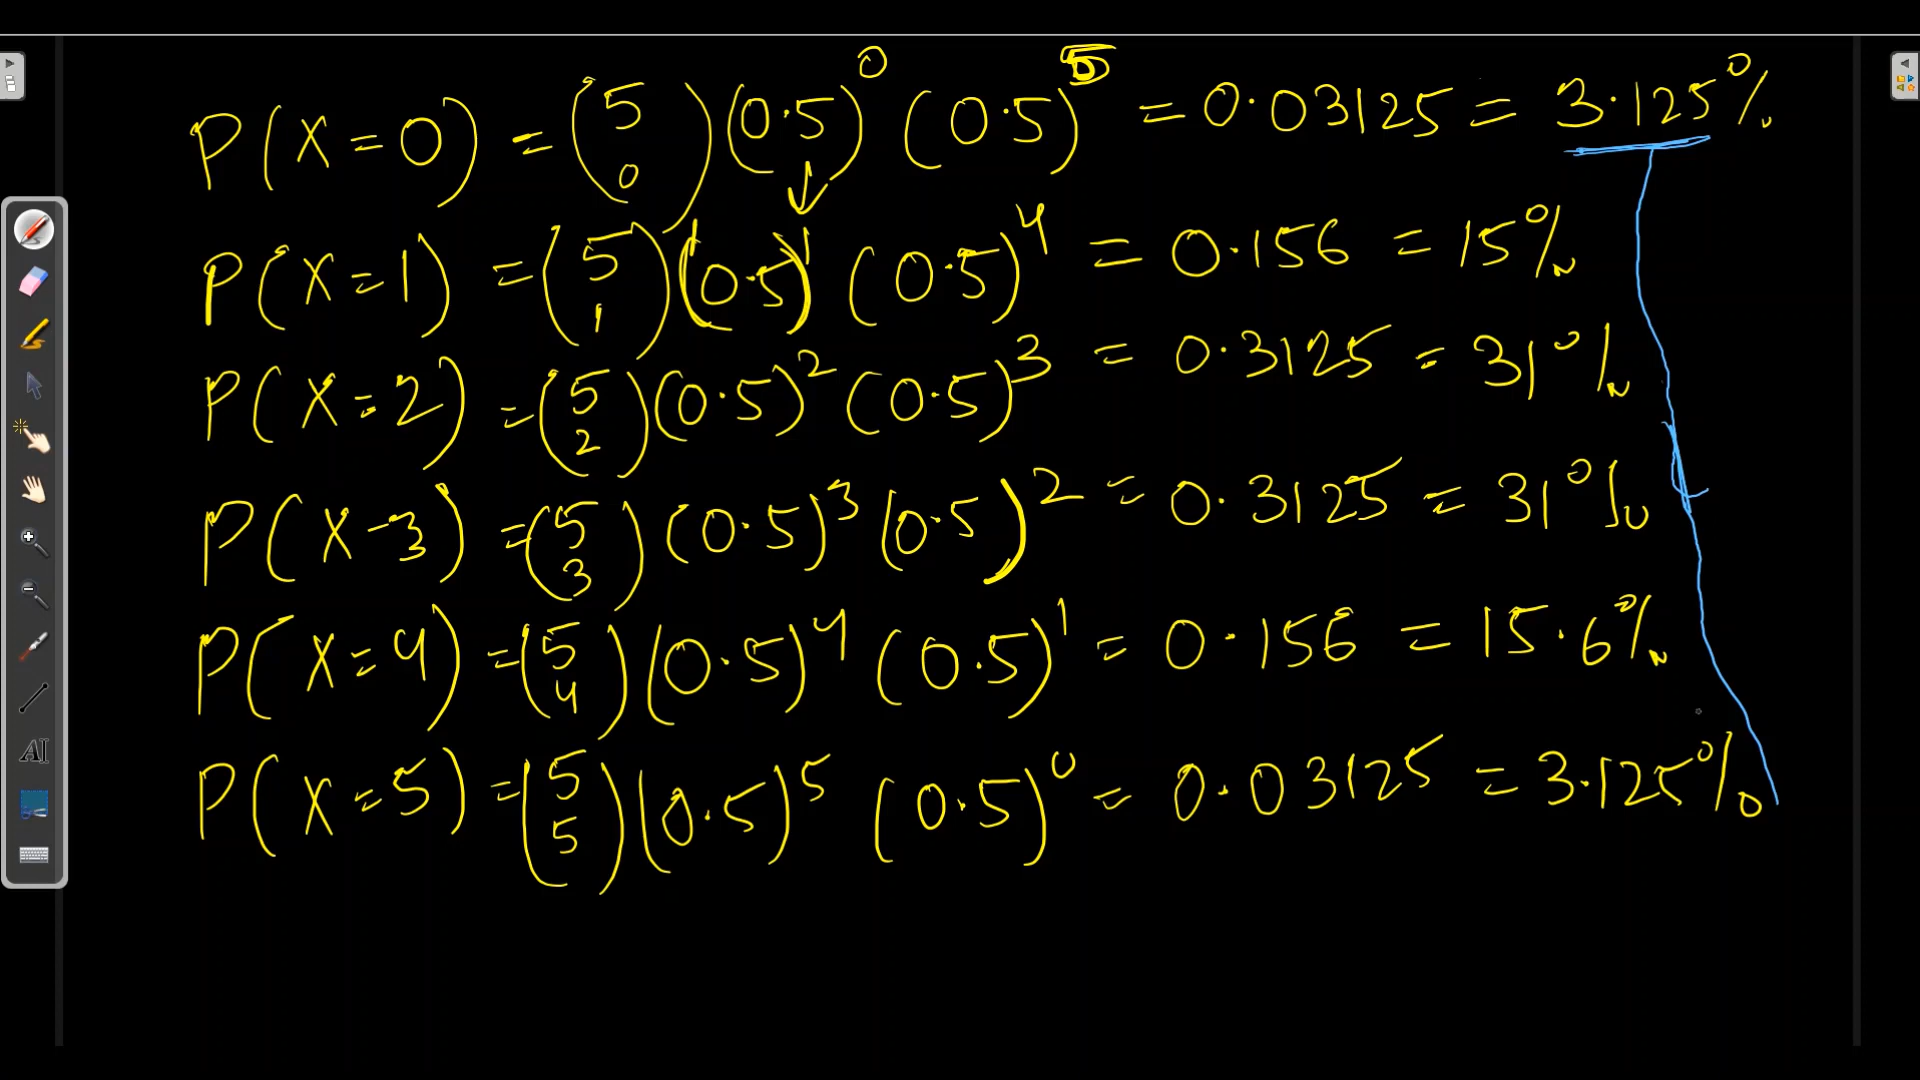 P(X=0) = (5 0) (0.5)^0 (0.5)^5 = 0.03125 = 3.125%
P(X=1) = (5 1) (0.5)^1 (0.5)^4 = 0.156 = 15%
P(X=2) = (5 2) (0.5)^2 (0.5)^3 = 0.3125 = 31%
P(X-3) = (5 3) (0.5)^3 (0.5)^2 = 0.3125 = 31%
P(X=4) = (5 4) (0.5)^4 (0.5)^1 = 0.156 = 15.6%
P(X=5) = (5 5) (0.5)^5 (0.5)^0 = 0.03125 = 3.125%
AI